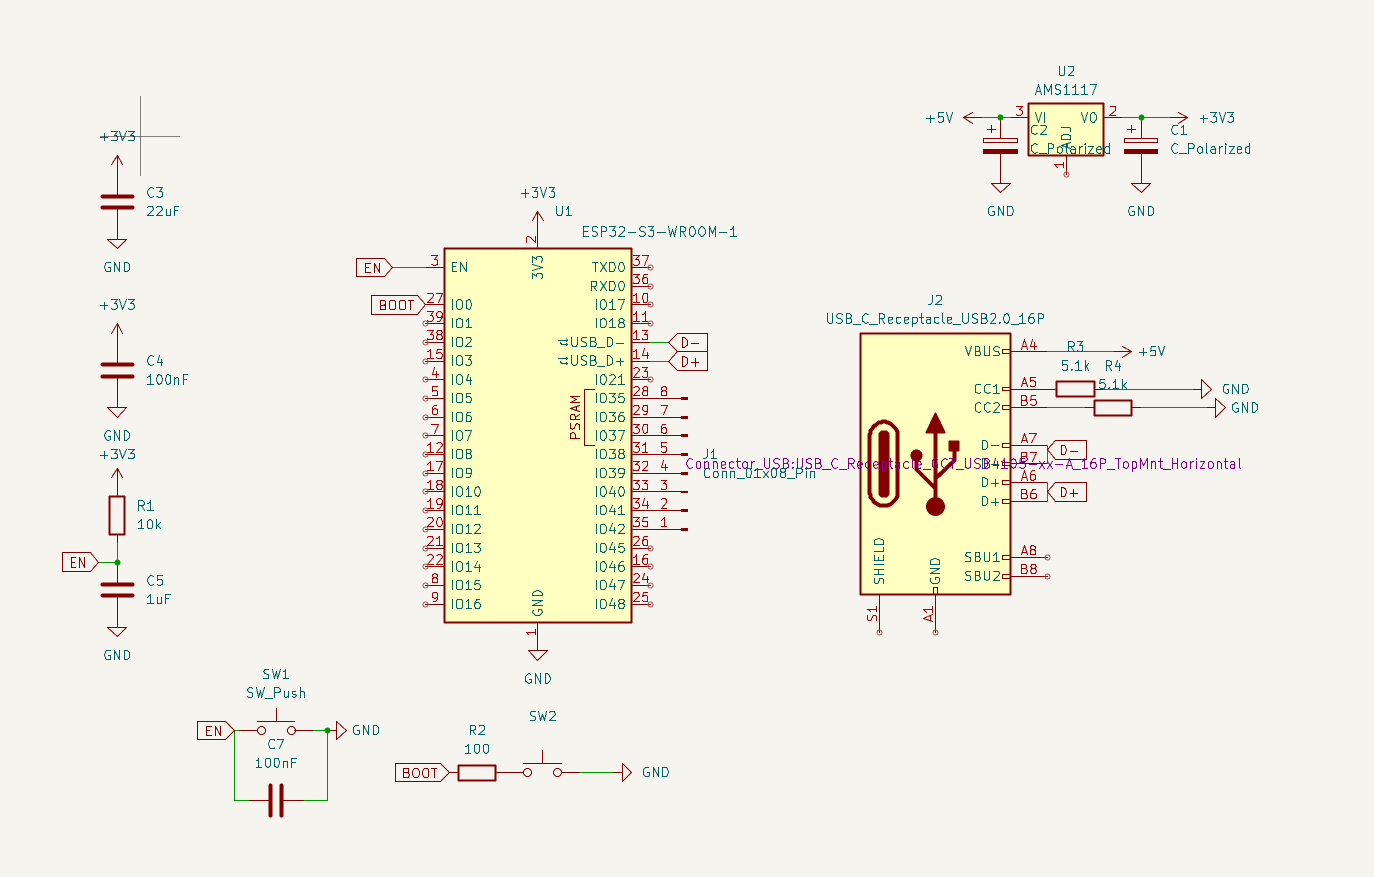 +3V3
C3
22uF
GND
+3V3
C4
100nF
GND
+3V3
R1
10k
EN
C5
1uF
GND
SW1
SW_Push
EN
GND
C7
100nF
SW2
R2
100
BOOT
GND
+3V3
U1
ESP32-S3-WROOM-1
2
3V3
EN
3
EN
BOOT
27
IO0
39
IO1
38
IO2
15
IO3
4
IO4
5
IO5
6
IO6
7
IO7
12
IO8
17
IO9
18
IO10
19
IO11
20
IO12
21
IO13
22
IO14
8
IO15
9
IO16
TXD0
37
RXD0
36
IO17
10
IO18
11
USB_D-
13
D-
USB_D+
14
D+
IO21
23
PSRAM
IO35
28
8
IO36
29
7
IO37
30
6
IO38
31
5
IO39
32
4
IO40
33
3
IO41
34
2
IO42
35
1
IO45
26
IO46
16
IO47
24
IO48
25
GND
1
GND
J1
Conn_01x08_Pin
U2
AMS1117
+5V
3
VI
VO
2
+3V3
ADJ
1
C2
C_Polarized
GND
C1
C_Polarized
GND
J2
USB_C_Receptacle_USB2.0_16P
VBUS
A4
+5V
R3
5.1k
R4
5.1k
CC1
A5
GND
CC2
B5
GND
D-
A7
D-
D-
B7
Connector_USB:USB_C_Receptacle_GCT_USB4105-xx-A_16P_TopMnt_Horizontal
D+
A6
D+
D+
B6
SBU1
A8
SBU2
B8
SHIELD
S1
GND
A1